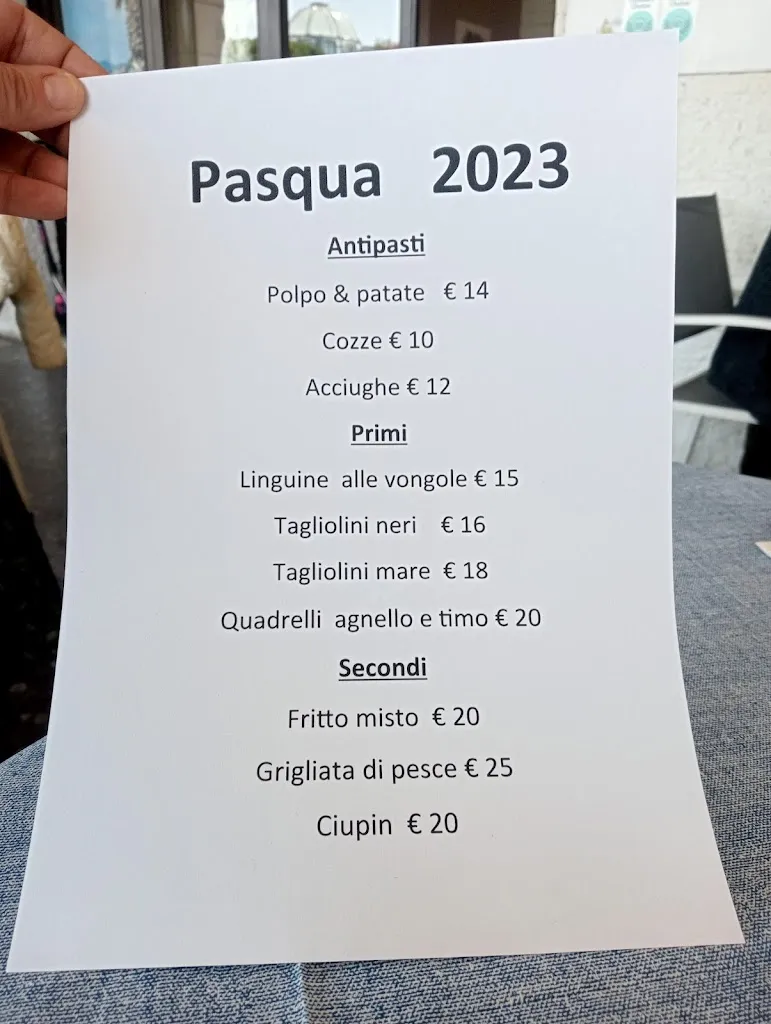 Pasqua 2023
Antipasti
Polpo & patate € 14
Cozze € 10
Acciughe € 12
Primi
Linguine alle vongole € 15
Tagliolini neri € 16
Tagliolini mare € 18
Quadrelli agnello e timo € 20
Secondi
Fritto misto € 20
Grigliata di pesce € 25
Ciupin € 20